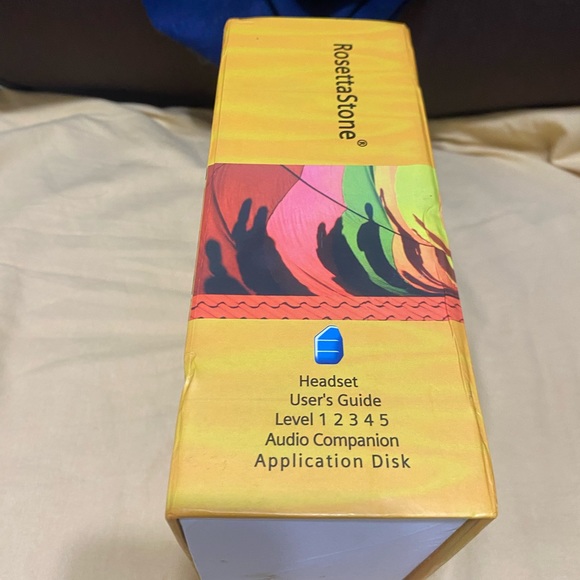 RosettaStone®
Headset
User's Guide
Level 1 2 3 4 5
Audio Companion
Application Disk